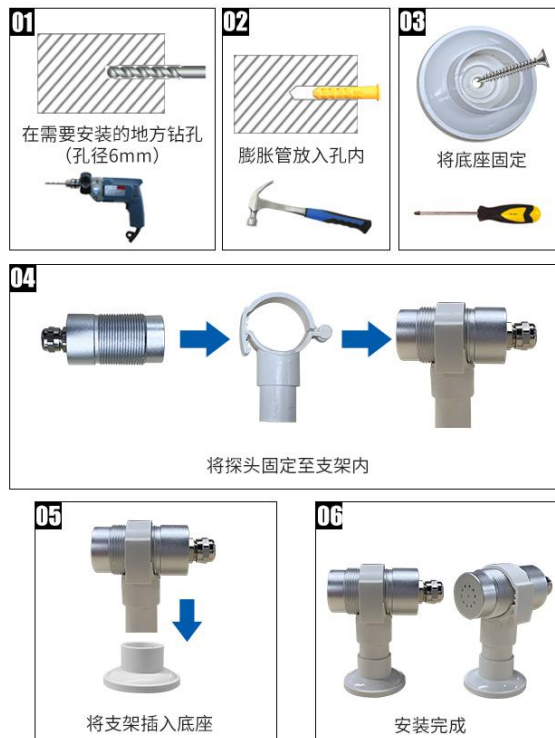 01
在需要安装的地方钻孔
（孔径6mm）
02
膨胀管放入孔内
03
将底座固定
04
将探头固定至支架内
05
将支架插入底座
06
安装完成